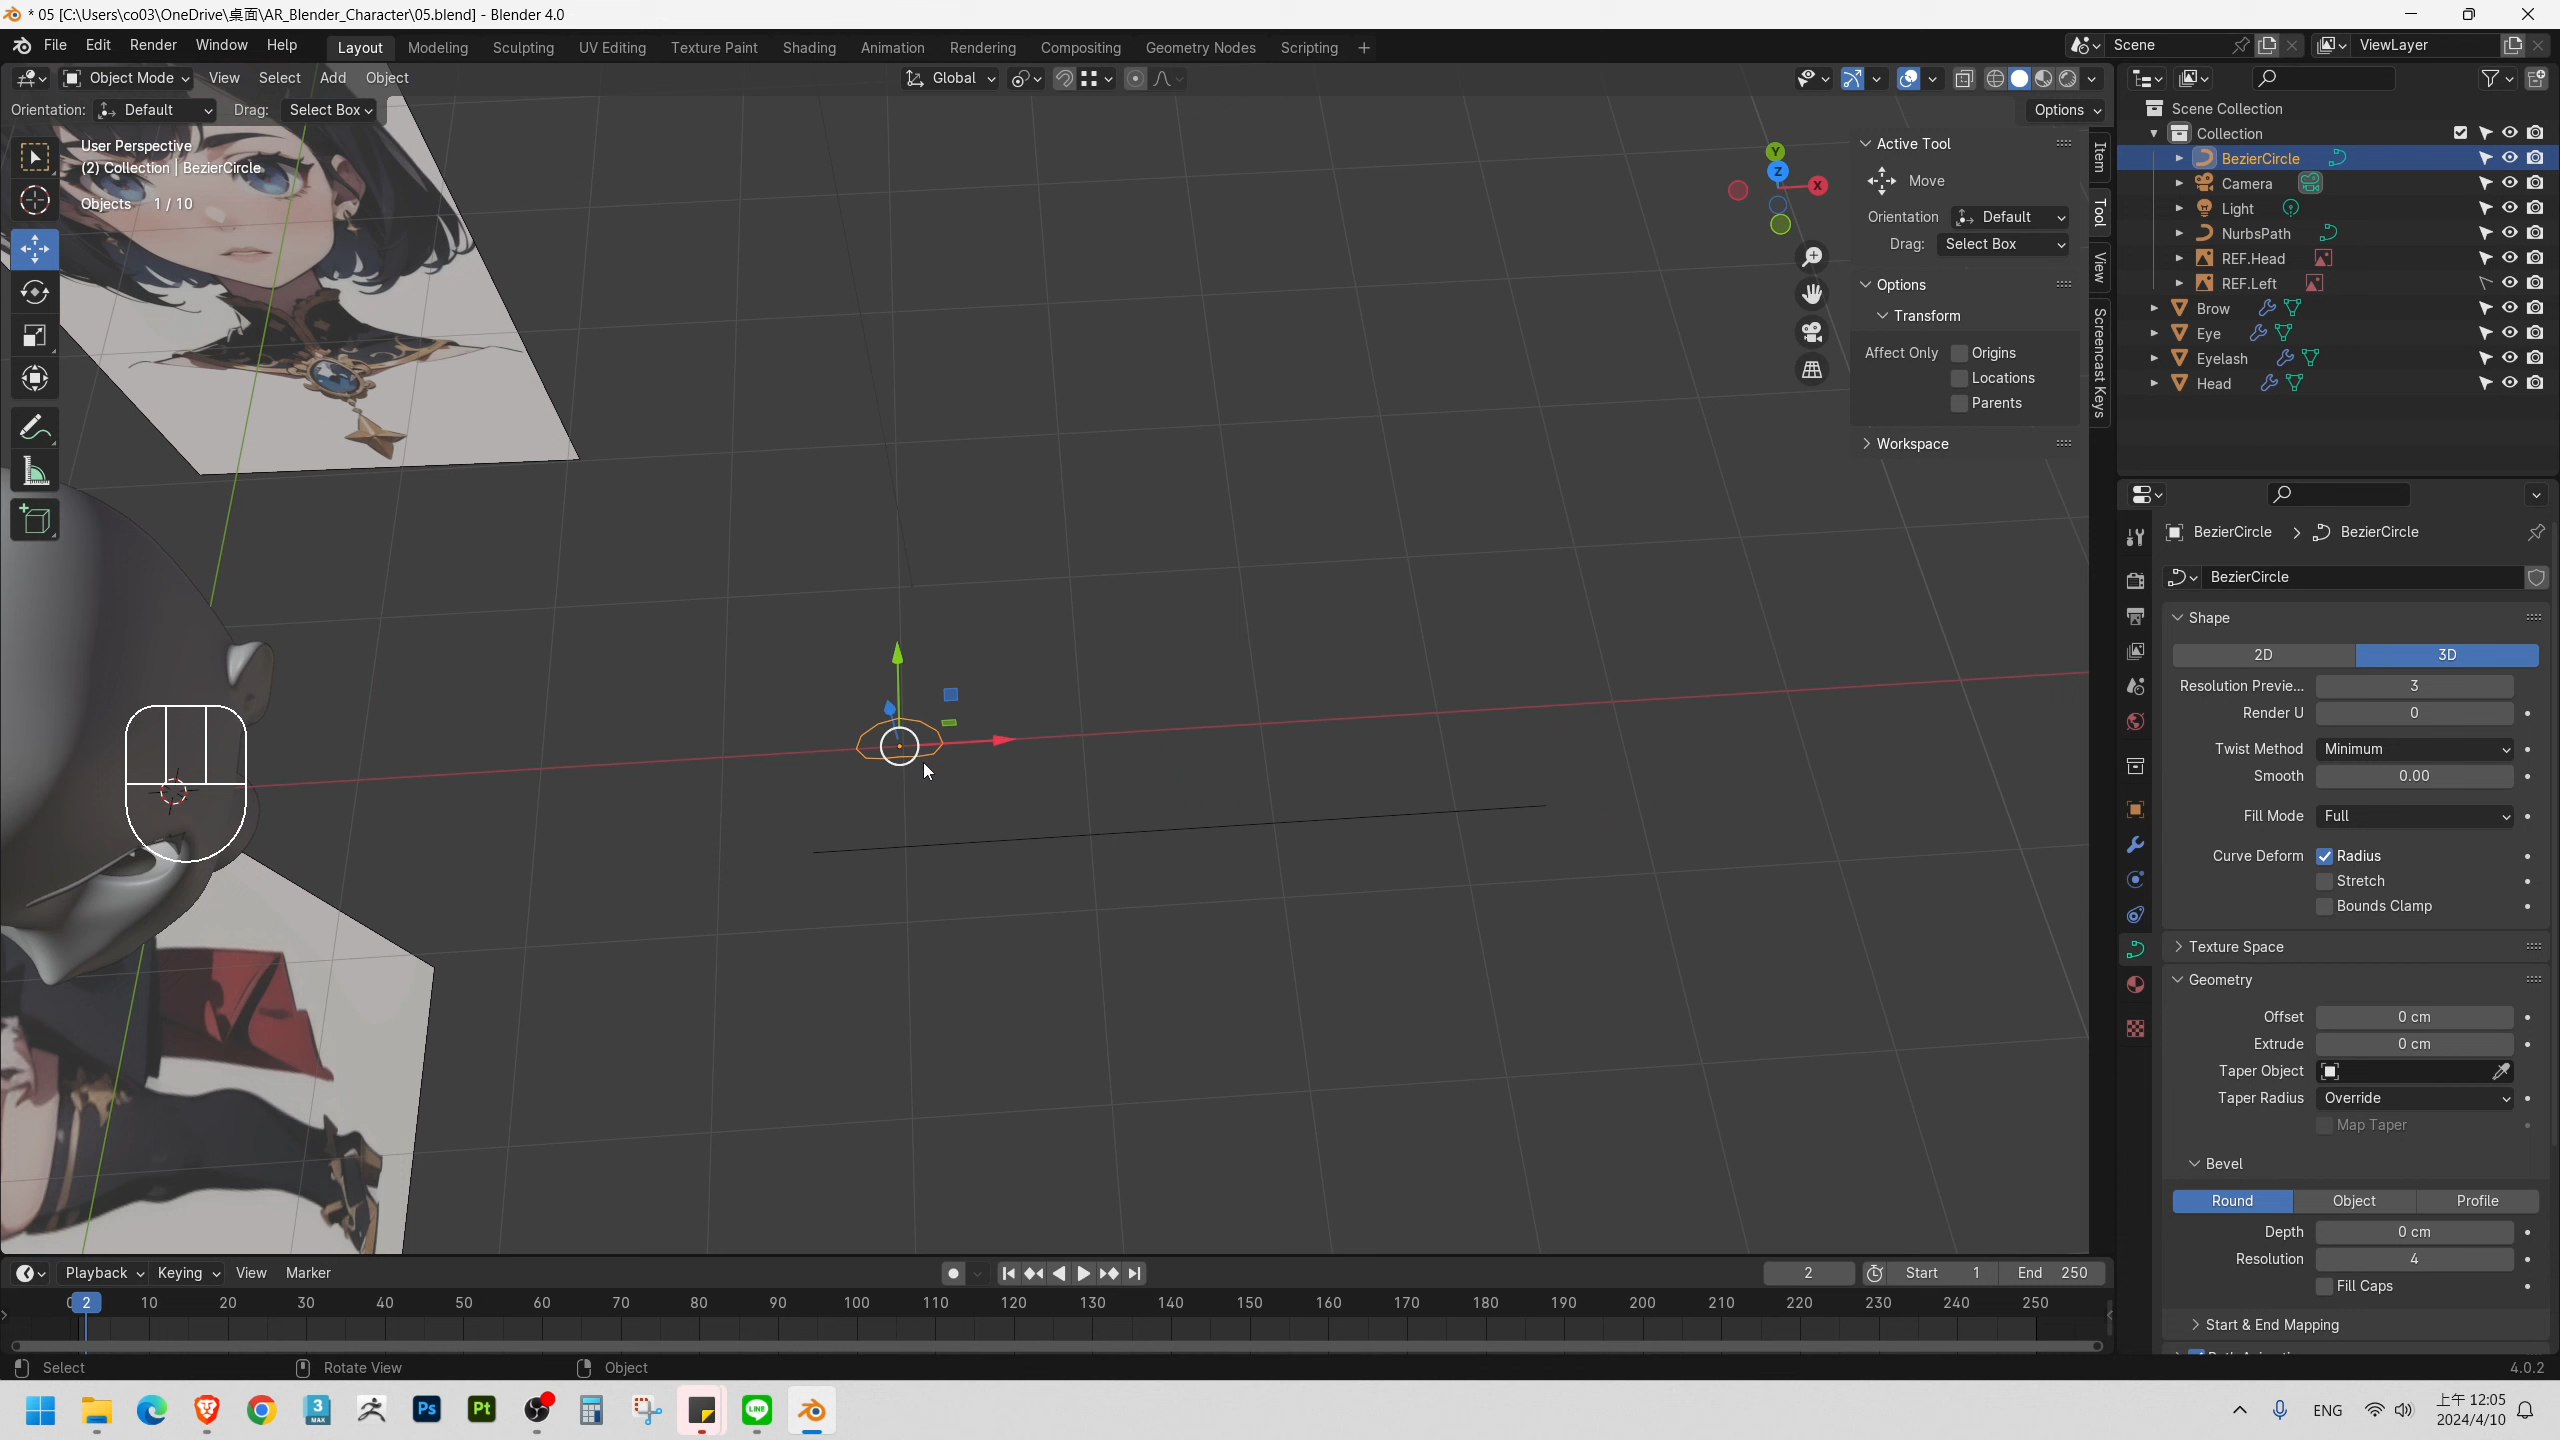 * 05 [C:\Users\co03\OneDrive\桌面\AR_Blender_Character\05.blend] - Blender 4.0
File Edit Render Window Help Layout Modeling Sculpting UV Editing Texture Paint Shading Animation Rendering Compositing Geometry Nodes Scripting + Scene ViewLayer
Object Mode View Select Add Object Global
Orientation: Default Drag: Select Box Options
User Perspective
(2) Collection | BezierCircle
Objects 1 / 10
Y
Z
X
Active Tool
Move
Orientation Default
Drag: Select Box
Options
Transform
Affect Only Origins
Locations
Parents
Workspace
Item
Tool
View
Screencast Keys
Scene Collection
Collection
BezierCircle
Camera
Light
NurbsPath
REF.Head
REF.Left
Brow
Eye
Eyelash
Head
BezierCircle > BezierCircle
BezierCircle
Shape
2D 3D
Resolution Previe... 3
Render U 0
Twist Method Minimum
Smooth 0.00
Fill Mode Full
Curve Deform Radius
Stretch
Bounds Clamp
Texture Space
Geometry
Offset 0 cm
Extrude 0 cm
Taper Object
Taper Radius Override
Map Taper
Bevel
Round Object Profile
Depth 0 cm
Resolution 4
Fill Caps
Start & End Mapping
Playback Keying View Marker 2 Start 1 End 250
0 2 10 20 30 40 50 60 70 80 90 100 110 120 130 140 150 160 170 180 190 200 210 220 230 240 250
Select Rotate View Object 4.0.2
3
MAX
Ps
Pt
LINE
ENG
上午 12:05
2024/4/10